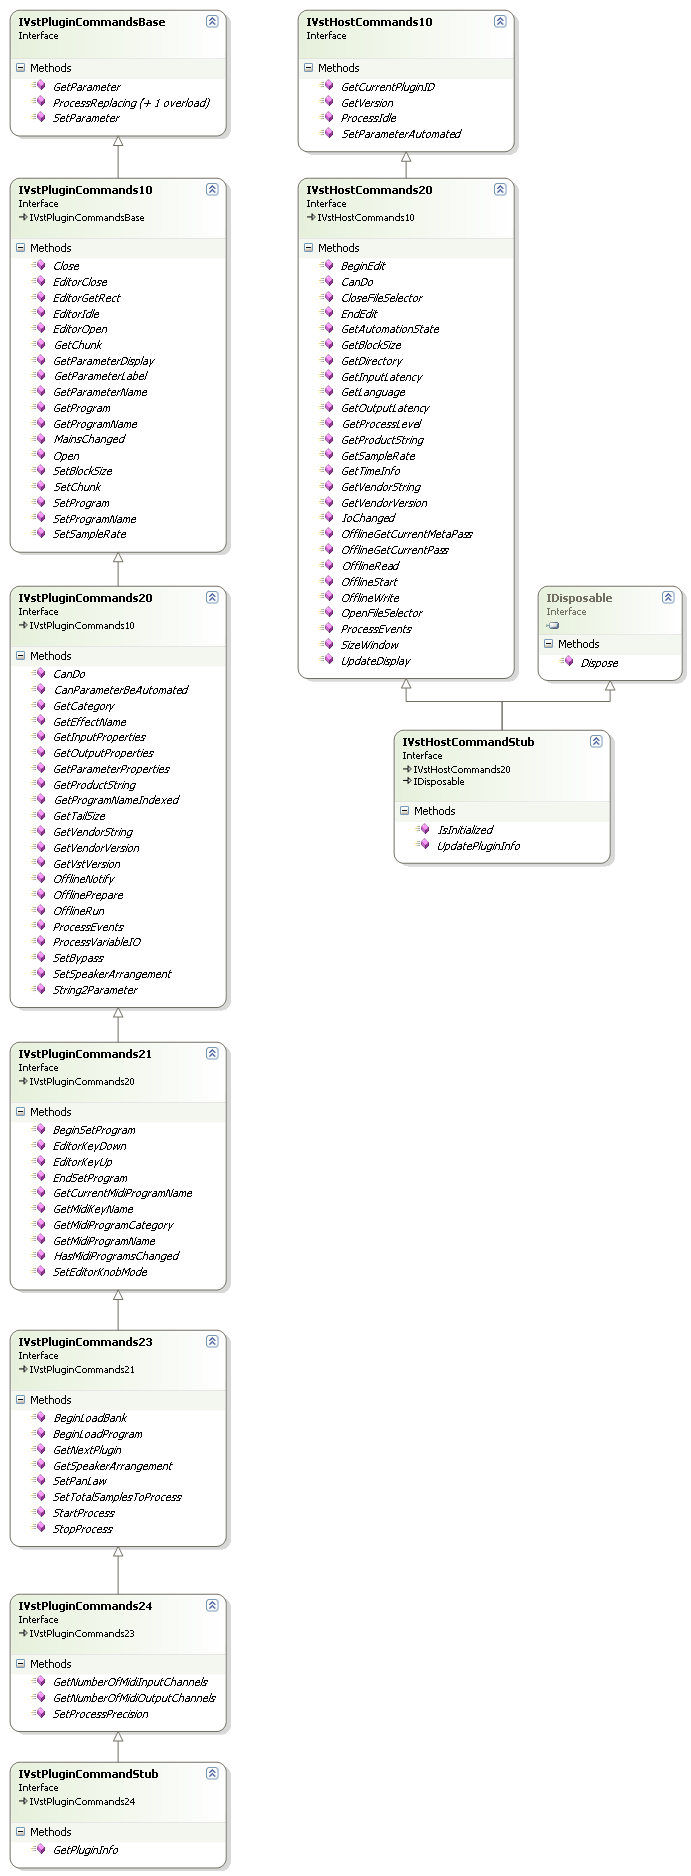 IVstPluginCommandsBase
Interface
Methods
GetParameter
ProcessReplacing (+ 1 overload)
SetParameter
IVstPluginCommands10
Interface
IVstPluginCommandsBase
Methods
Close
EditorClose
EditorGetRect
EditorIdle
EditorOpen
GetChunk
GetParameterDisplay
GetParameterLabel
GetParameterName
GetProgram
GetProgramName
MainsChanged
Open
SetBlockSize
SetChunk
SetProgram
SetProgramName
SetSampleRate
IVstPluginCommands20
Interface
IVstPluginCommands10
Methods
CanDo
CanParameterBeAutomated
GetCategory
GetEffectName
GetInputProperties
GetOutputProperties
GetParameterProperties
GetProductString
GetProgramNameIndexed
GetTailSize
GetVendorString
GetVendorVersion
GetVstVersion
OfflineNotify
OfflinePrepare
OfflineRun
ProcessEvents
ProcessVariableIO
SetBypass
SetSpeakerArrangement
String2Parameter
IVstPluginCommands21
Interface
IVstPluginCommands20
Methods
BeginSetProgram
EditorKeyDown
EditorKeyUp
EndSetProgram
GetCurrentMidiProgramName
GetMidiKeyName
GetMidiProgramCategory
GetMidiProgramName
HasMidiProgramsChanged
SetEditorKnobMode
IVstPluginCommands23
Interface
IVstPluginCommands21
Methods
BeginLoadBank
BeginLoadProgram
GetNextPlugin
GetSpeakerArrangement
SetPanLaw
SetTotalSamplesToProcess
StartProcess
StopProcess
IVstPluginCommands24
Interface
IVstPluginCommands23
Methods
GetNumberOfMidiInputChannels
GetNumberOfMidiOutputChannels
SetProcessPrecision
IVstPluginCommandStub
Interface
IVstPluginCommands24
Methods
GetPluginInfo
IVstHostCommands10
Interface
Methods
GetCurrentPluginID
GetVersion
ProcessIdle
SetParameterAutomated
IVstHostCommands20
Interface
IVstHostCommands10
Methods
BeginEdit
CanDo
CloseFileSelector
EndEdit
GetAutomationState
GetBlockSize
GetDirectory
GetInputLatency
GetLanguage
GetOutputLatency
GetProcessLevel
GetProductString
GetSampleRate
GetTimeInfo
GetVendorString
GetVendorVersion
IoChanged
OfflineGetCurrentMetaPass
OfflineGetCurrentPass
OfflineRead
OfflineStart
OfflineWrite
OpenFileSelector
ProcessEvents
SizeWindow
UpdateDisplay
IDisposable
Interface
Methods
Dispose
IVstHostCommandStub
Interface
IVstHostCommands20
IDisposable
Methods
IsInitialized
UpdatePluginInfo